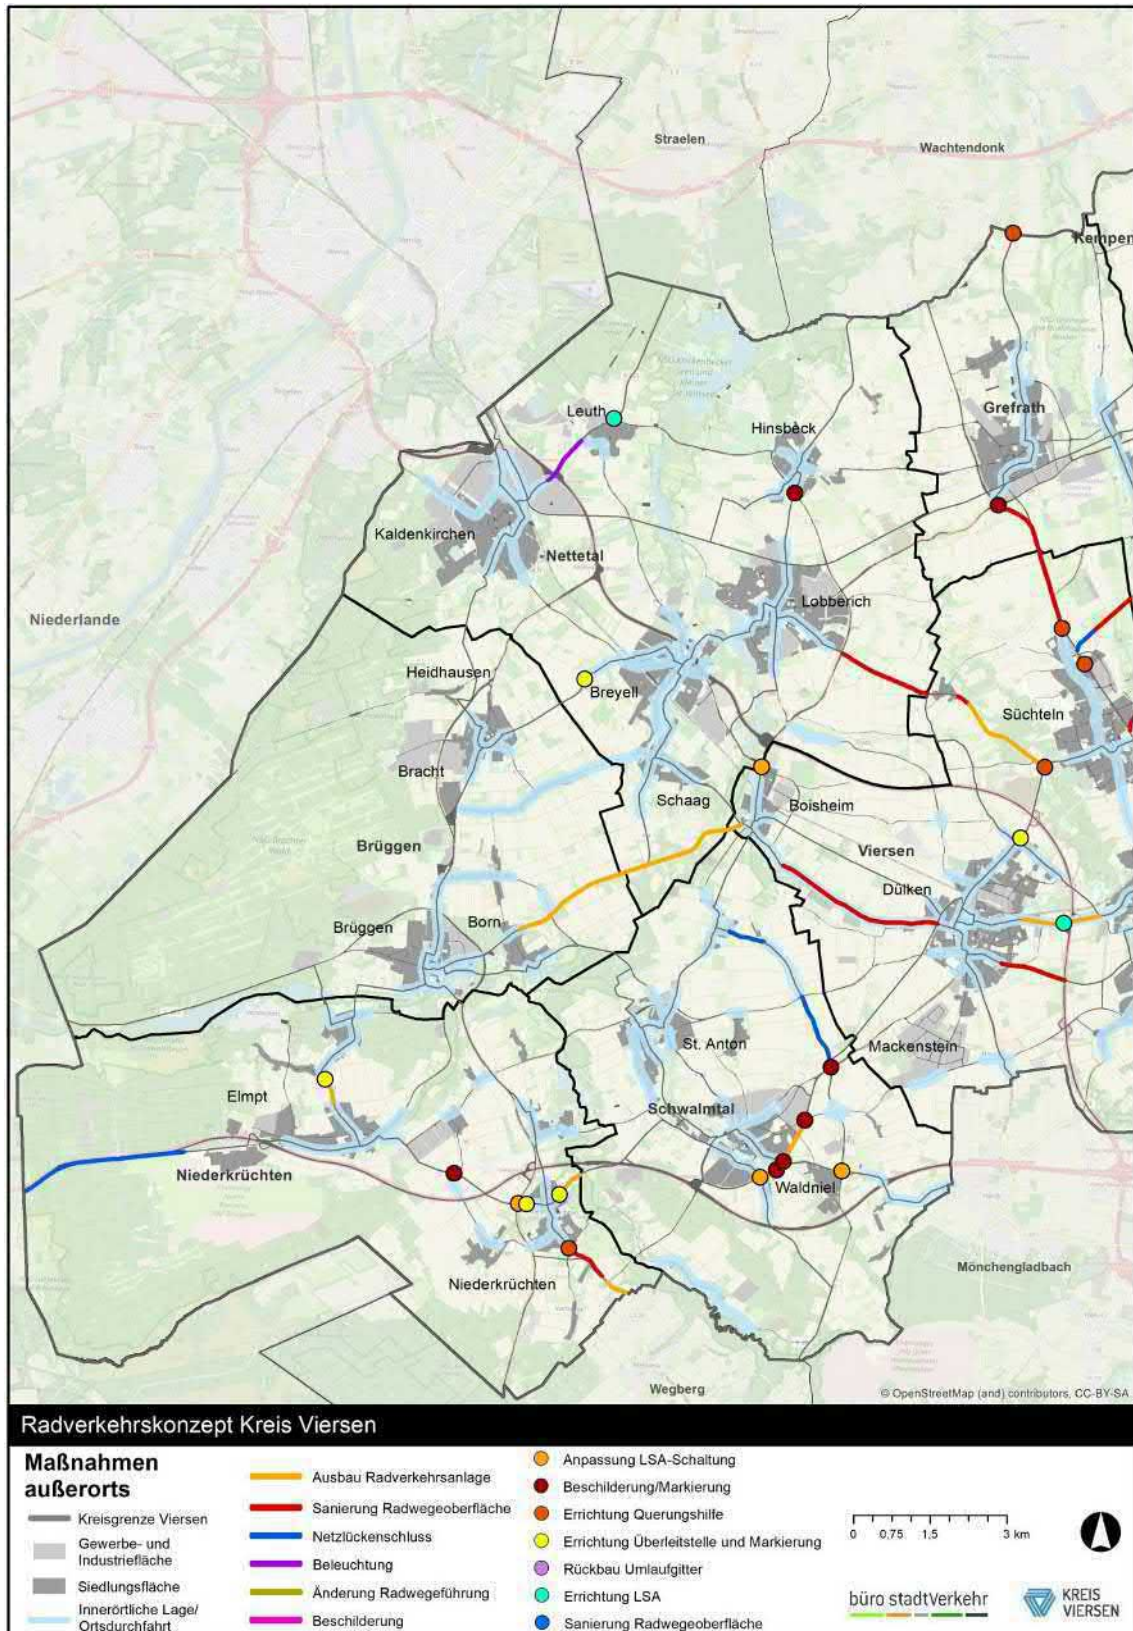 Straelen
Wachtendonk
Kempen
Leuth
Hinsbeck
Grefrath
Kaldenkirchen
Nettetal
Niederlande
Lobberich
Heidhausen
Breyell
Süchteln
Bracht
Schaag
Boisheim
Brüggen
Viersen
Dülken
Brüggen
Born
St. Anton
Mackenstein
Elmpt
Schwalmtal
Niederkrüchten
Waldniel
Niederkrüchten
Mönchengladbach
Wegberg
© OpenStreetMap (and) contributors, CC-BY-SA
Radverkehrskonzept Kreis Viersen
Maßnahmen
außerorts
Kreisgrenze Viersen
Gewerbe- und
Industriefläche
Siedlungsfläche
Innerörtliche Lage/
Ortsdurchfahrt
Ausbau Radverkehrsanlage
Sanierung Radwegeoberfläche
Netzlückenschluss
Beleuchtung
Änderung Radwegeführung
Beschilderung
Anpassung LSA-Schaltung
Beschilderung/Markierung
Errichtung Querungshilfe
Errichtung Überleitstelle und Markierung
Rückbau Umlaufgitter
Errichtung LSA
Sanierung Radwegeoberfläche
0 0,75 1,5 3 km
büro stadtverkehr
KREIS
VIERSEN